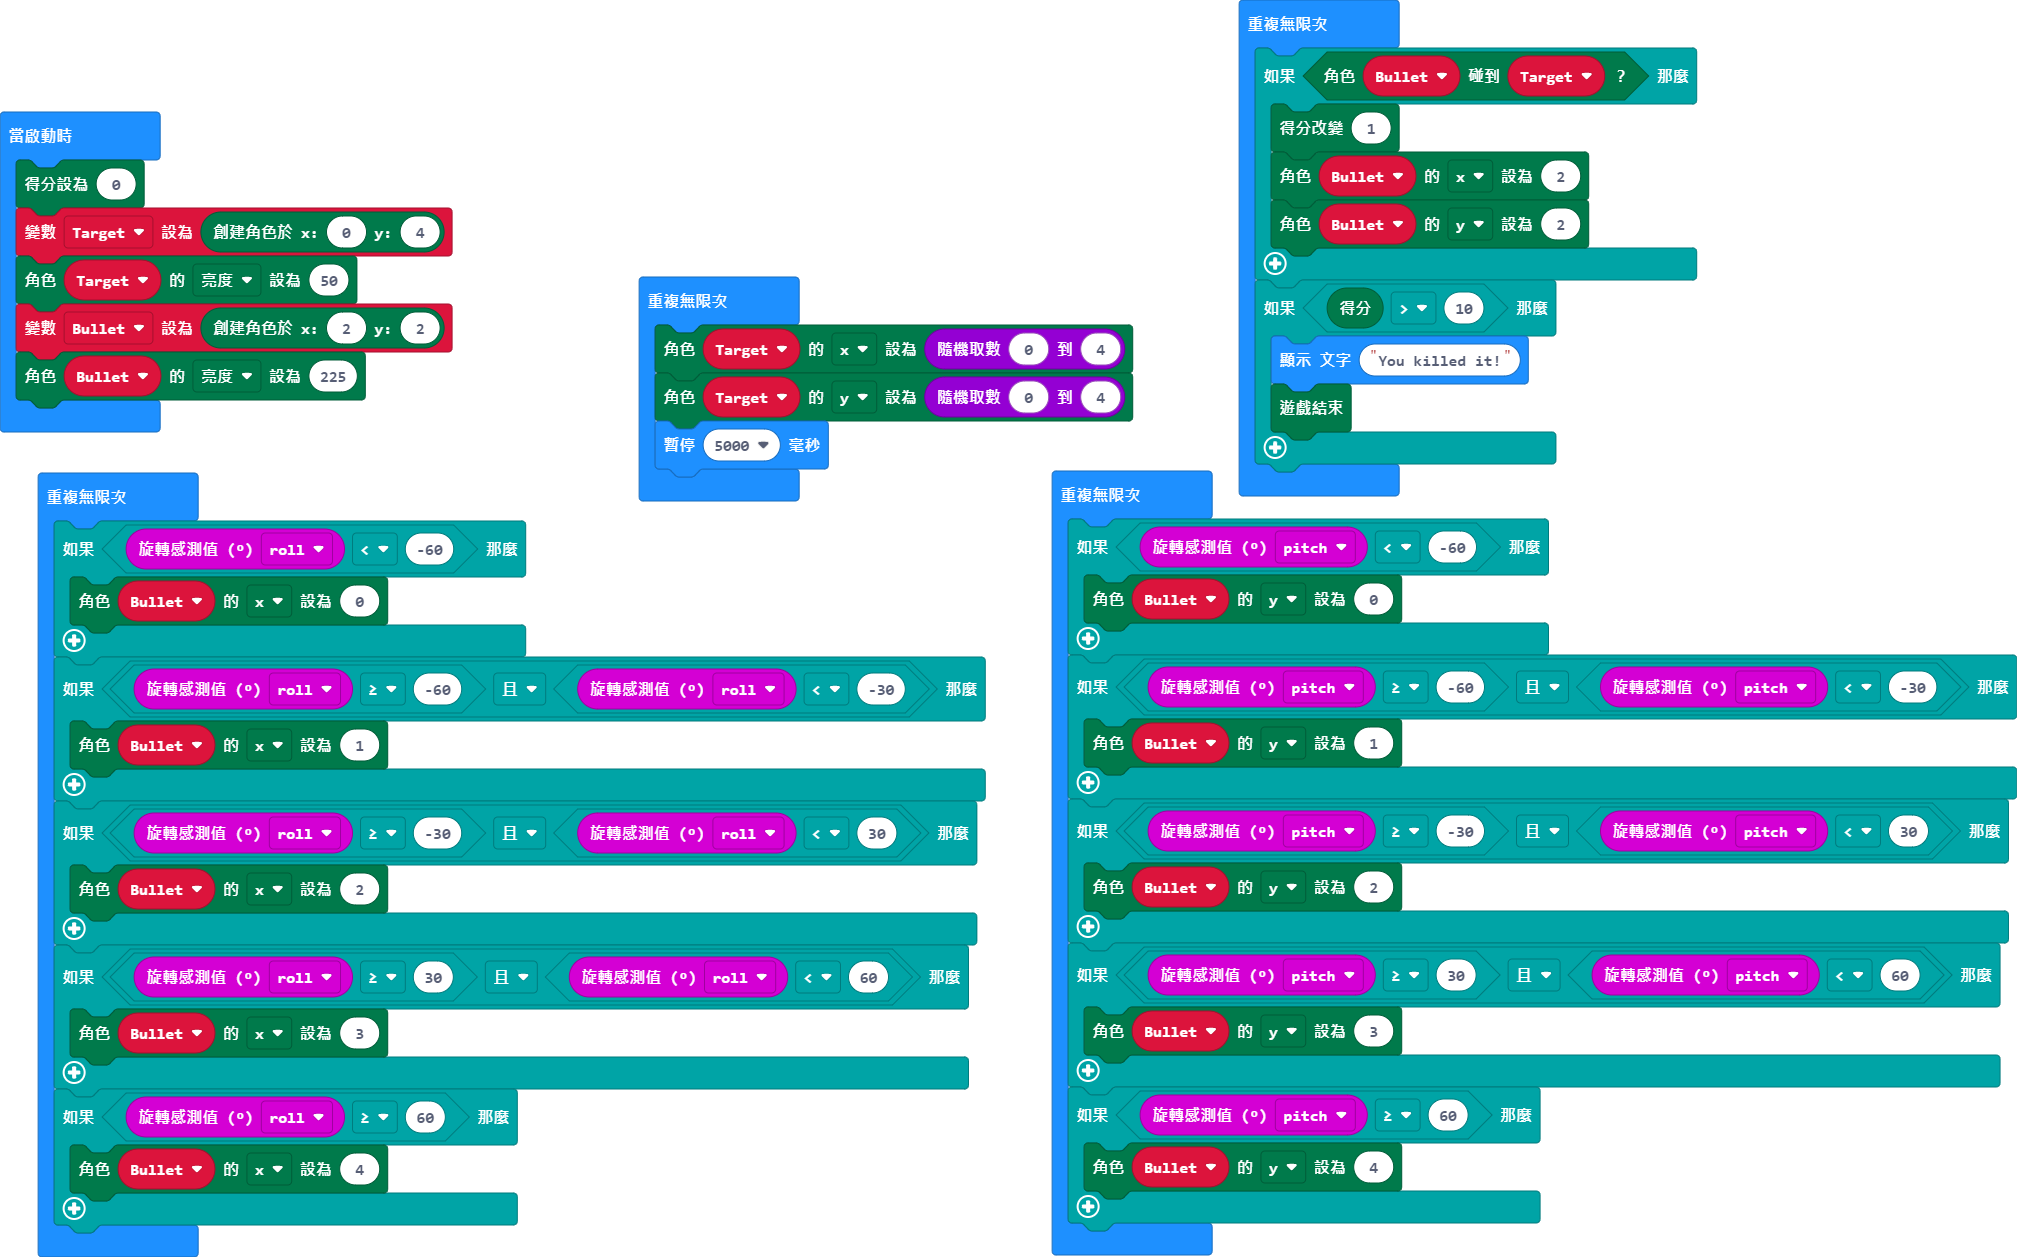 當啟動時
得分設為 0
變數 Target 設為 創建角色於 x: 0 y: 4
角色 Target 的 亮度 設為 50
變數 Bullet 設為 創建角色於 x: 2 y: 2
角色 Bullet 的 亮度 設為 225
重複無限次
角色 Target 的 x 設為 隨機取數 0 到 4
角色 Target 的 y 設為 隨機取數 0 到 4
暫停 5000 毫秒
重複無限次
如果 角色 Bullet 碰到 Target ? 那麼
得分改變 1
角色 Bullet 的 x 設為 2
角色 Bullet 的 y 設為 2
如果 得分 > 10 那麼
顯示 文字 "You killed it!"
遊戲結束
重複無限次
如果 旋轉感測值 (º) roll < -60 那麼
角色 Bullet 的 x 設為 0
如果 旋轉感測值 (º) roll ≥ -60 且 旋轉感測值 (º) roll < -30 那麼
角色 Bullet 的 x 設為 1
如果 旋轉感測值 (º) roll ≥ -30 且 旋轉感測值 (º) roll < 30 那麼
角色 Bullet 的 x 設為 2
如果 旋轉感測值 (º) roll ≥ 30 且 旋轉感測值 (º) roll < 60 那麼
角色 Bullet 的 x 設為 3
如果 旋轉感測值 (º) roll ≥ 60 那麼
角色 Bullet 的 x 設為 4
重複無限次
如果 旋轉感測值 (º) pitch < -60 那麼
角色 Bullet 的 y 設為 0
如果 旋轉感測值 (º) pitch ≥ -60 且 旋轉感測值 (º) pitch < -30 那麼
角色 Bullet 的 y 設為 1
如果 旋轉感測值 (º) pitch ≥ -30 且 旋轉感測值 (º) pitch < 30 那麼
角色 Bullet 的 y 設為 2
如果 旋轉感測值 (º) pitch ≥ 30 且 旋轉感測值 (º) pitch < 60 那麼
角色 Bullet 的 y 設為 3
如果 旋轉感測值 (º) pitch ≥ 60 那麼
角色 Bullet 的 y 設為 4